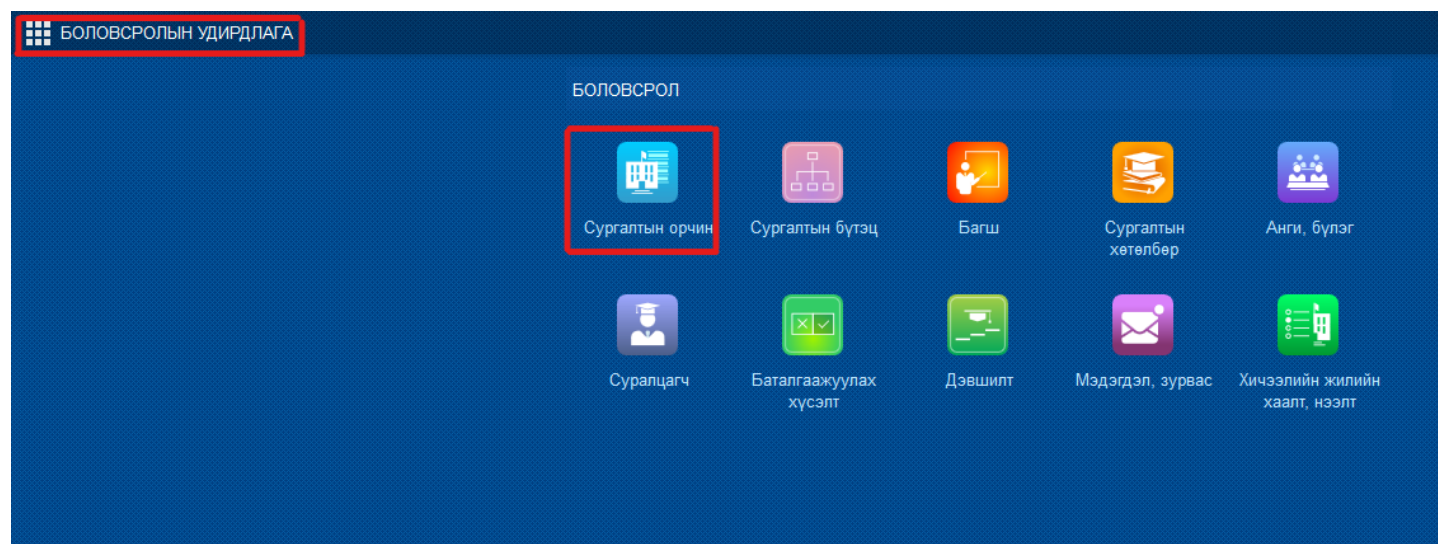 БОЛОВСРОЛЫН УДИРДЛАГА
БОЛОВСРОЛ
Сургалтын орчин
Сургалтын бүтэц
Багш
Сургалтын
хөтөлбөр
Анги, бүлэг
Суралцагч
Баталгаажуулах
хүсэлт
Дэвшилт
Мэдэгдэл, зурвас
Хичээлийн жилийн
хаалт, нээлт